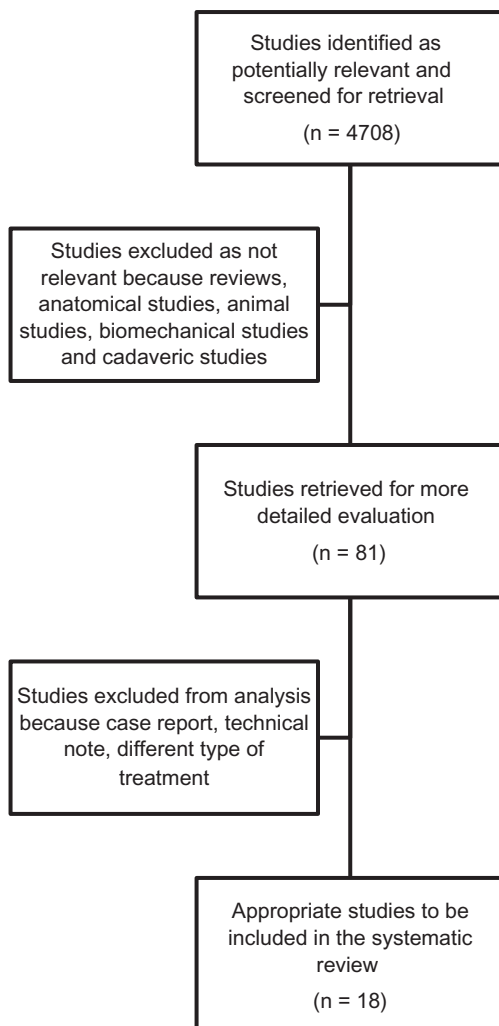 Studies identified as
potentially relevant and
screened for retrieval
(n = 4708)
Studies excluded as not
relevant because reviews,
anatomical studies, animal
studies, biomechanical studies
and cadaveric studies
Studies retrieved for more
detailed evaluation
(n = 81)
Studies excluded from analysis
because case report, technical
note, different type of
treatment
Appropriate studies to be
included in the systematic
review
(n = 18)